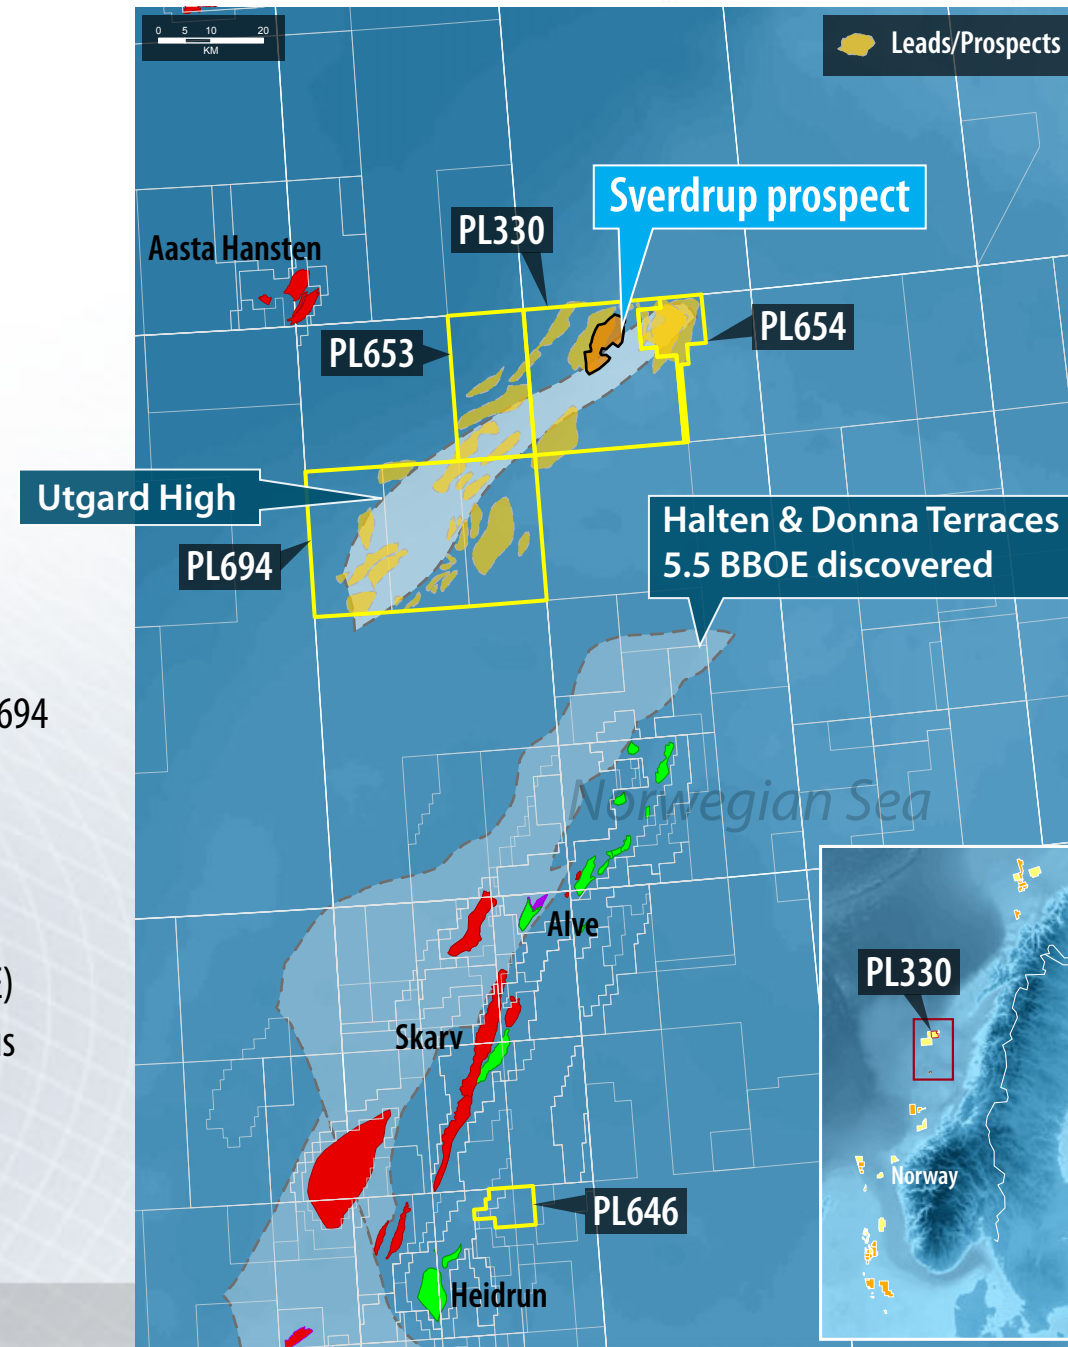 0 5 10 20
KM
Leads/Prospects
Sverdrup prospect
PL330
Aasta Hansten
PL654
PL653
Utgard High
Halten & Donna Terraces
5.5 BBOE discovered
PL694
694
Norwegian Sea
Alve
PL330
Skarv
Norway
PL646
Heidrun